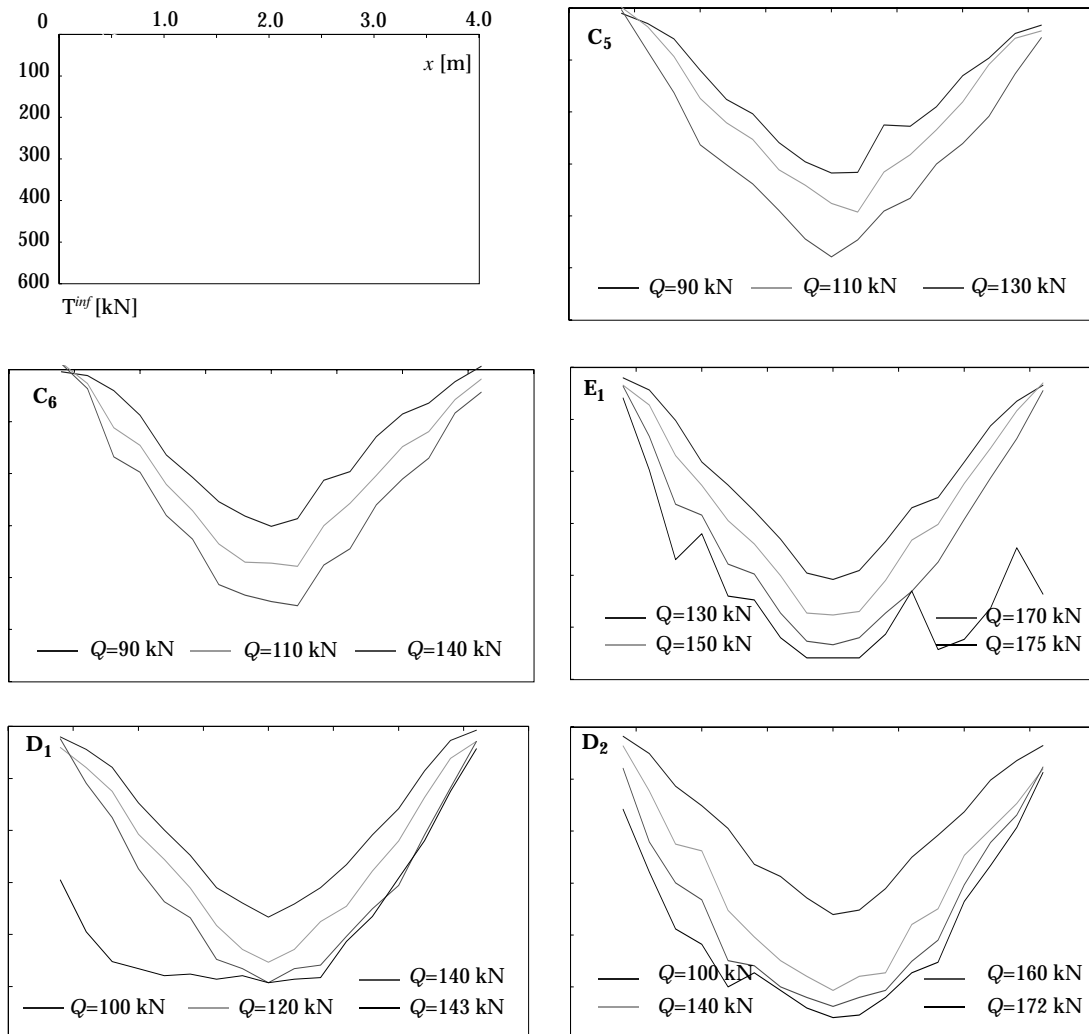 0 1.0 2.0 3.0 4.0
x [m]
100
200
300
400
500
600
T^inf [kN]
C5
Q=90 kN Q=110 kN Q=130 kN
C6
Q=90 kN Q=110 kN Q=140 kN
E1
Q=130 kN Q=170 kN
Q=150 kN Q=175 kN
D1
Q=140 kN
Q=100 kN Q=120 kN Q=143 kN
D2
Q=100 kN Q=160 kN
Q=140 kN Q=172 kN